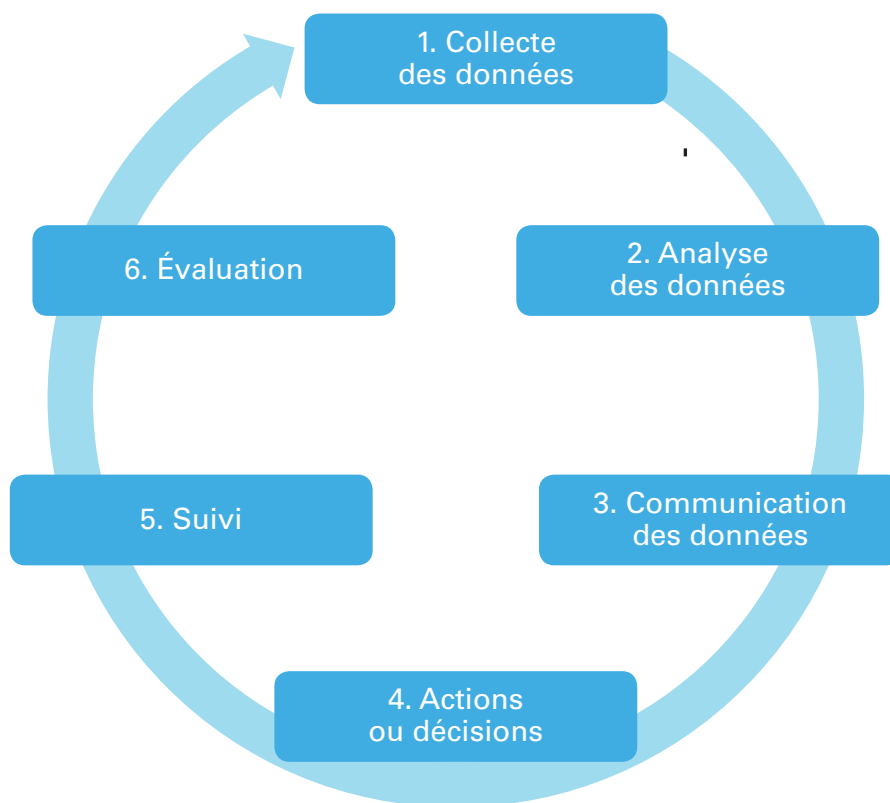 1. Collecte
des données
2. Analyse
des données
3. Communication
des données
4. Actions
ou décisions
5. Suivi
6. Évaluation